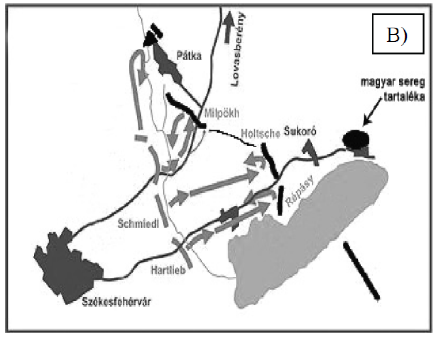 B)
Pátka
Lovasberény
magyar sereg
tartaléka
Milpökh
Holtsche
Sukoró
Rápásy
Schmiedl
Hartlieb
Székesfehérvár